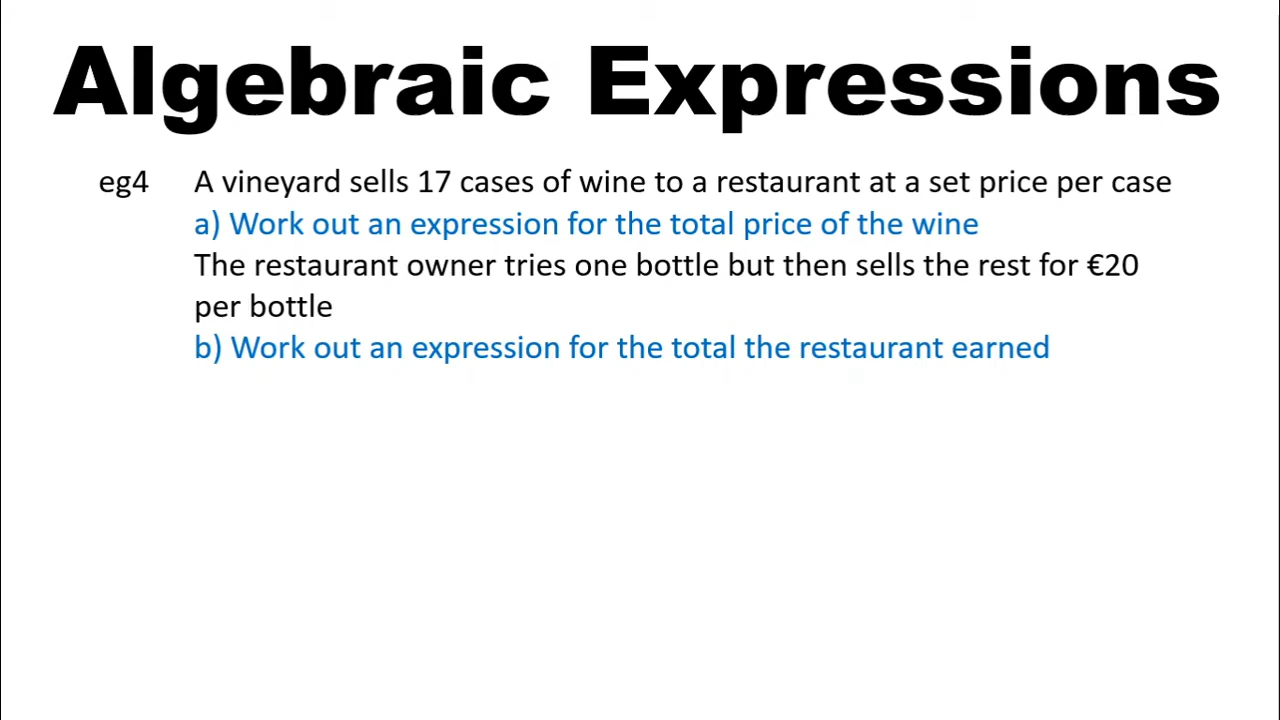 Algebraic Expressions
eg4 A vineyard sells 17 cases of wine to a restaurant at a set price per case
a) Work out an expression for the total price of the wine
The restaurant owner tries one bottle but then sells the rest for €20
per bottle
b) Work out an expression for the total the restaurant earned